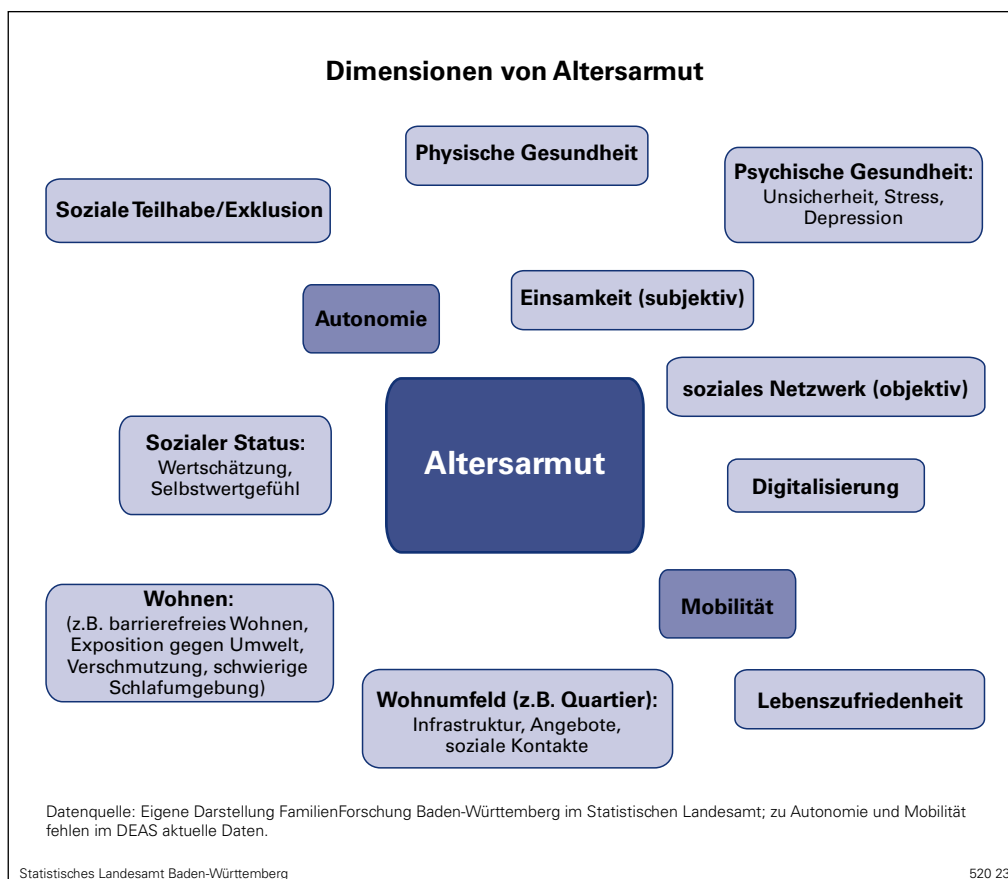 Dimensionen von Altersarmut
Physische Gesundheit
Psychische Gesundheit:
Unsicherheit, Stress,
Depression
Soziale Teilhabe/Exklusion
Einsamkeit (subjektiv)
Autonomie
soziales Netzwerk (objektiv)
Altersarmut
Sozialer Status:
Wertschätzung,
Selbstwertgefühl
Digitalisierung
Mobilität
Wohnen:
(z.B. barrierefreies Wohnen,
Exposition gegen Umwelt,
Verschmutzung, schwierige
Schlafumgebung)
Wohnumfeld (z.B. Quartier):
Infrastruktur, Angebote,
soziale Kontakte
Lebenszufriedenheit
Datenquelle: Eigene Darstellung FamilienForschung Baden-Württemberg im Statistischen Landesamt; zu Autonomie und Mobilität
fehlen im DEAS aktuelle Daten.
Statistisches Landesamt Baden-Württemberg
520 23